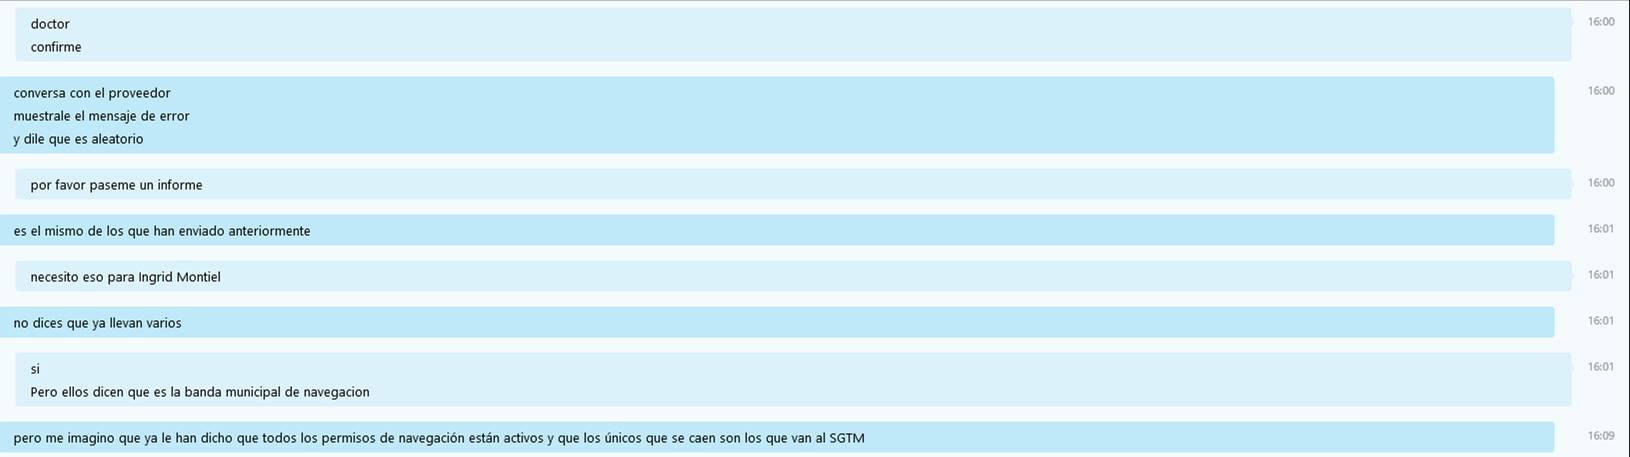 doctor
16:00
confirme
conversa con el proveedor
16:00
muestrale el mensaje de error
y dile que es aleatorio
por favor paseme un informe
16:00
es el mismo de los que han enviado anteriormente
16:01
necesito eso para Ingrid Montiel
16:01
no dices que ya llevan varios
16:01
si
16:01
Pero ellos dicen que es la banda municipal de navegacion
pero me imagino que ya le han dicho que todos los permisos de navegación están activos y que los únicos que se caen son los que van al SGTM
16:09